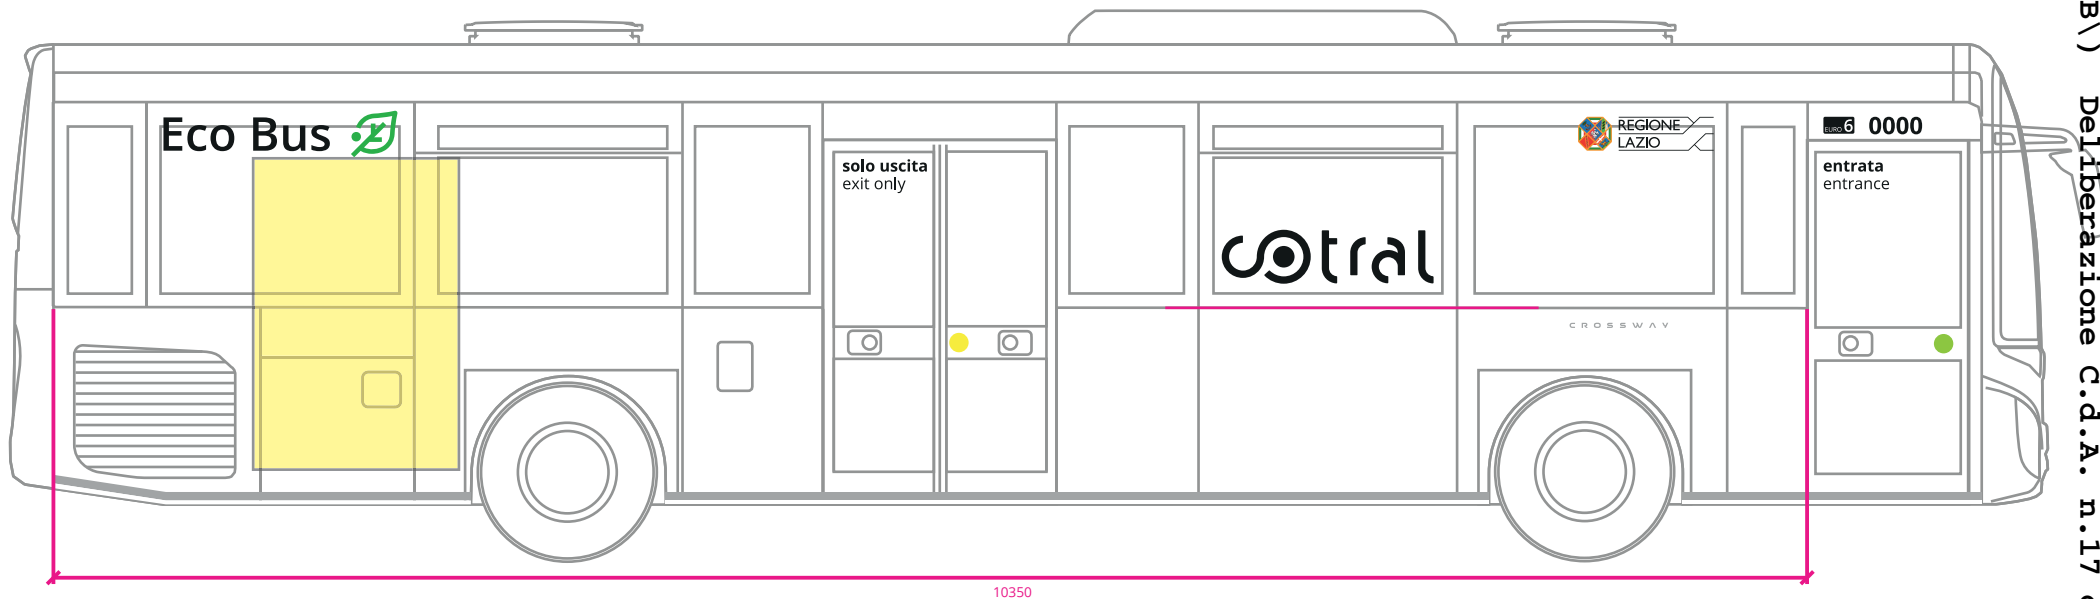 Eco Bus
solo uscita
exit only
cotral
REGIONE
LAZIO
CROSSWAY
EURO 6 0000
entrata
entrance
10350
B\) Deliberazione C.d.A. n.17